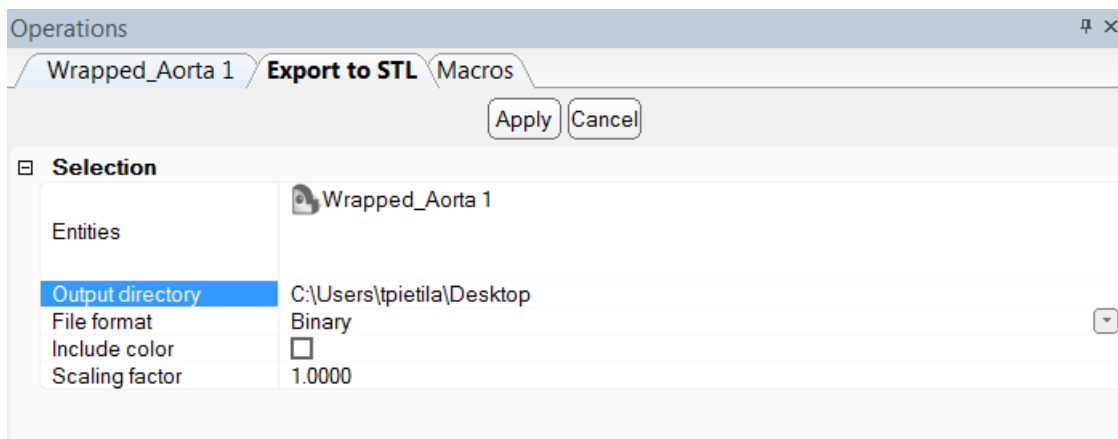 Operations
Wrapped_Aorta 1 Export to STL Macros
Apply Cancel
Selection
Entities Wrapped_Aorta 1
Output directory C:\Users\tpietila\Desktop
File format Binary
Include color
Scaling factor 1.0000